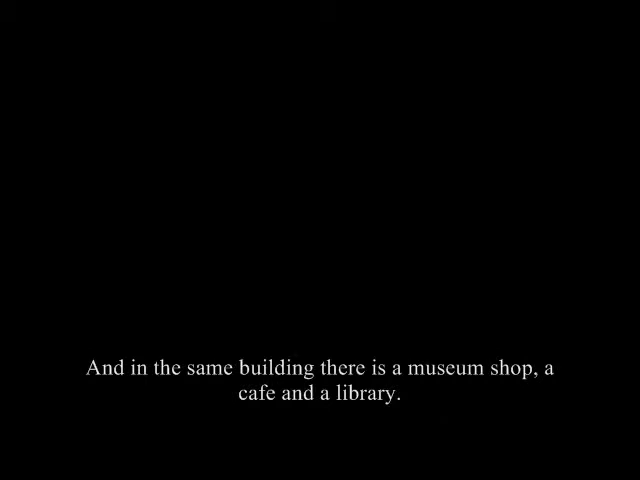 And in the same building there is a museum shop, a
cafe and a library.